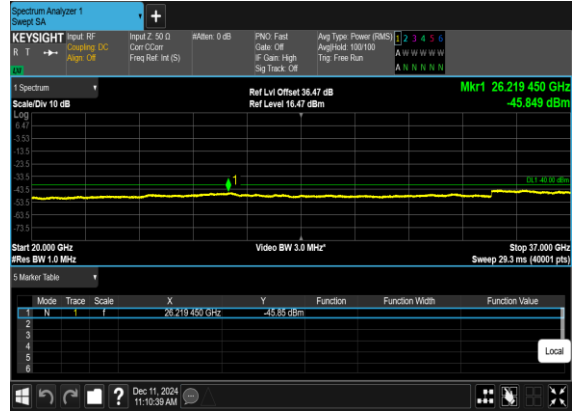 Spectrum Analyzer 1
Swept SA
+
KEYSIGHT
R T
LW
Input: RF
Coupling: DC
Align: Off
Input Z: 50 Ω
Corr CCorr
Freq Ref: Int (S)
#Atten: 0 dB
PNO: Fast
Gate: Off
IF Gain: High
Sig Track: Off
Avg Type: Power (RMS)
Avg|Hold: 100/100
Trig: Free Run
1 2 3 4 5 6
A W W W W W
A N N N N N
1 Spectrum
Scale/Div 10 dB
Ref Lvl Offset 36.47 dB
Ref Level 16.47 dBm
Mkr1 26.219 450 GHz
-45.849 dBm
Log
6.47
-3.53
-13.5
-23.5
-33.5
-43.5
-53.5
-63.5
-73.5
1
DL1 -40.00 dBm
Start 20.000 GHz
#Res BW 1.0 MHz
Video BW 3.0 MHz*
Stop 37.000 GHz
Sweep 29.3 ms (40001 pts)
5 Marker Table
Mode Trace Scale X Y Function Function Width Function Value
1 N 1 f 26.219 450 GHz -45.85 dBm
2
3
4
5
6
Local
?
Dec 11, 2024
11:10:39 AM